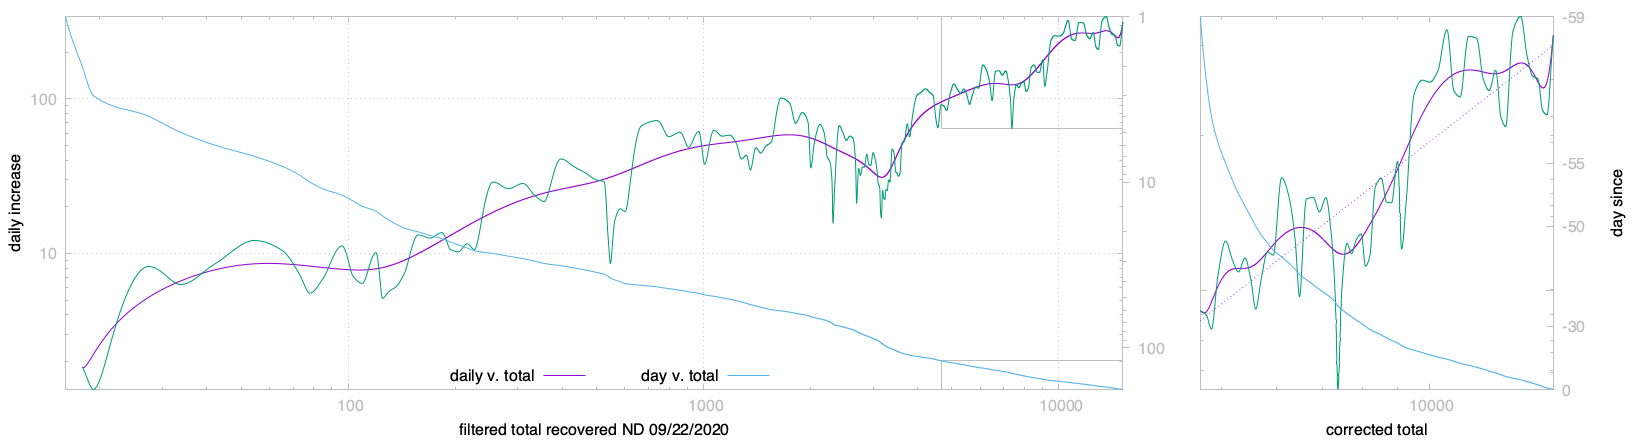 daily increase
100
10
1
10
100
daily v. total
day v. total
100
1000
10000
filtered total recovered ND 09/22/2020
-59
-55
-50
-30
0
day since
10000
corrected total